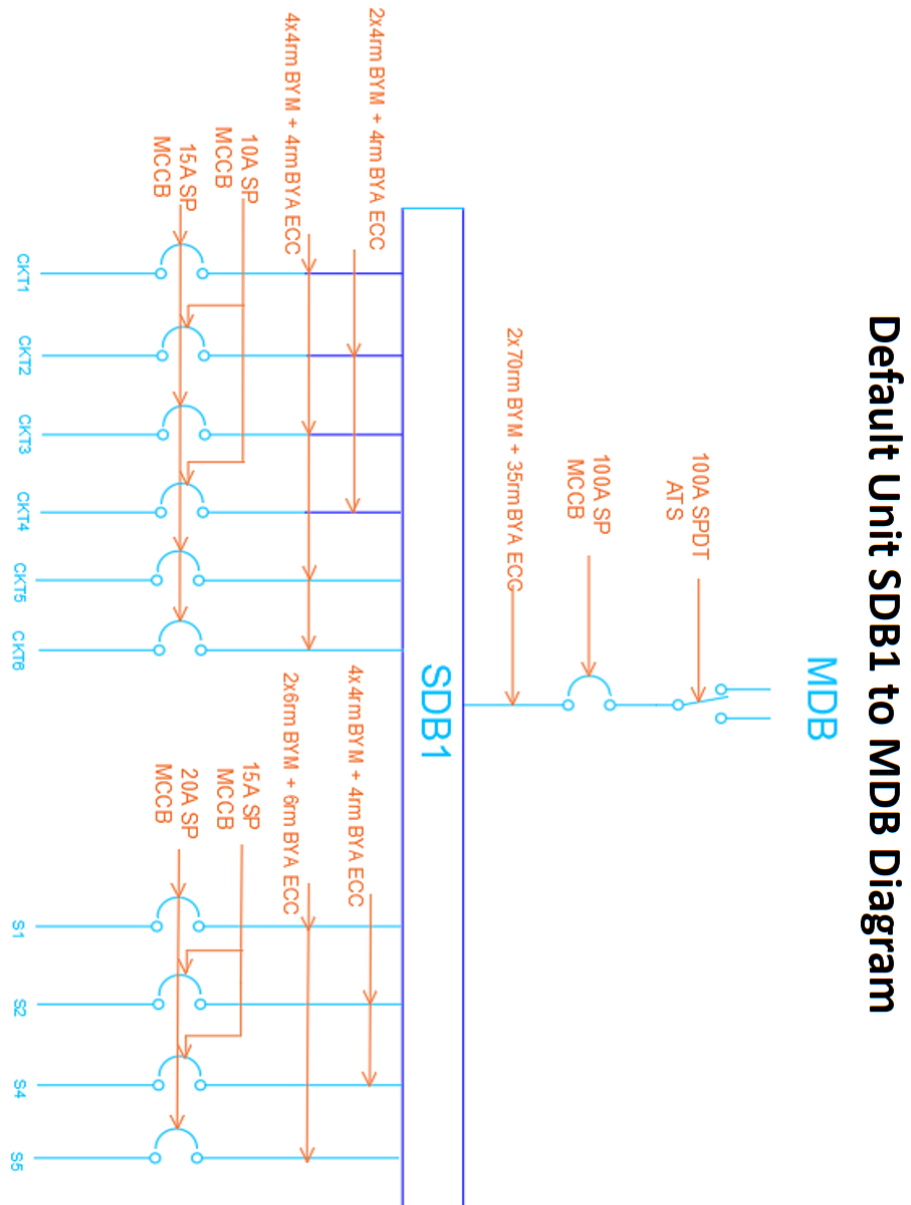 Default Unit SDB1 to MDB Diagram
MDB
100A SPDT
ATS
100A SP
MCCB
2x70rm BYM + 35rmBYA ECG
SDB1
2x4rm BYM + 4rm BYA ECC
4x4rm BYM + 4rm BYA ECC
10A SP
MCCB
15A SP
MCCB
4x4rm BYM + 4rm BYA ECC
2x6rm BYM + 6rm BYA ECC
15A SP
MCCB
20A SP
MCCB
CKT1
CKT2
CKT3
CKT4
CKT5
CKT6
S1
S2
S4
S5